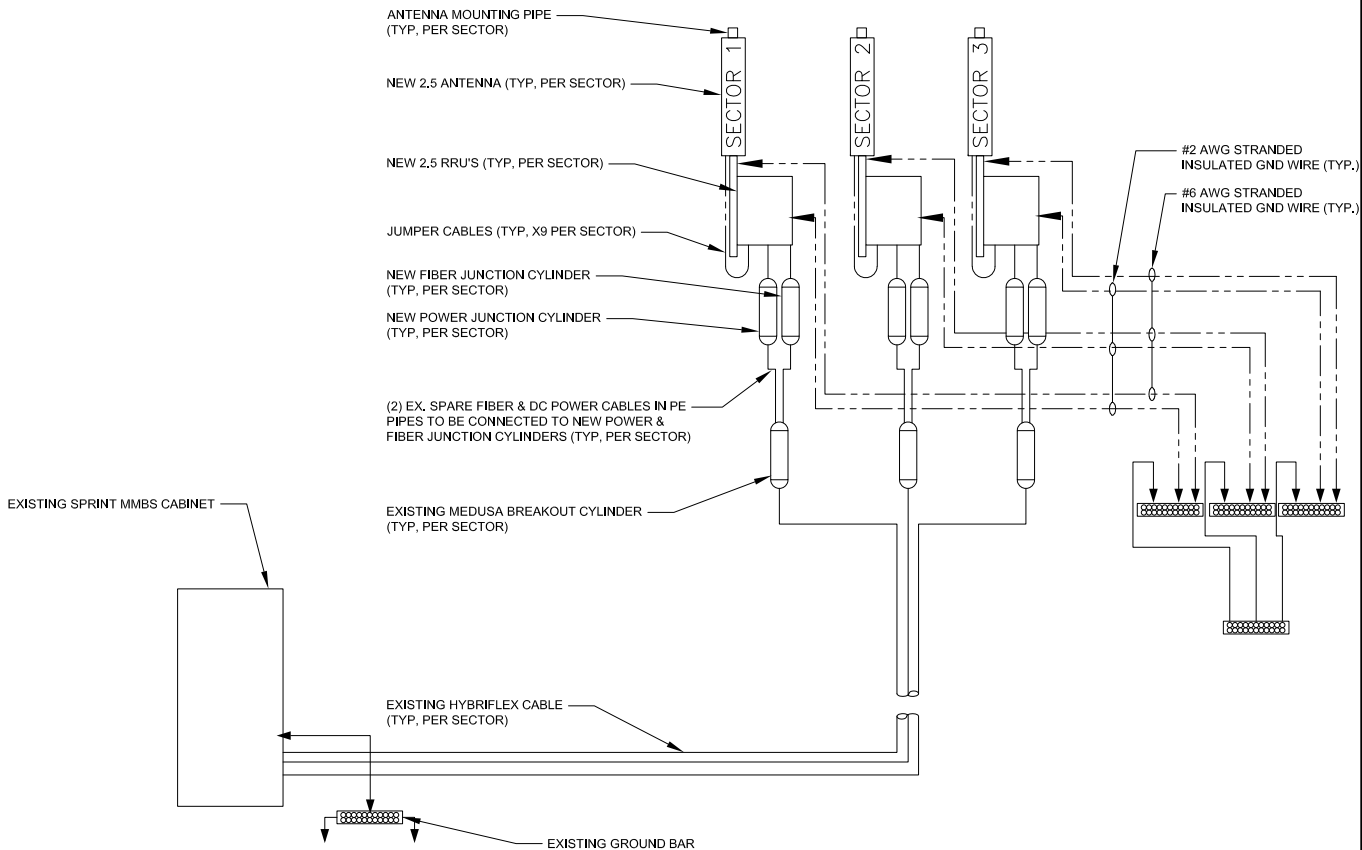 ANTENNA MOUNTING PIPE
(TYP, PER SECTOR)
SECTOR 1
SECTOR 2
SECTOR 3
NEW 2.5 ANTENNA (TYP, PER SECTOR)
NEW 2.5 RRU'S (TYP, PER SECTOR)
#2 AWG STRANDED
INSULATED GND WIRE (TYP.)
#6 AWG STRANDED
INSULATED GND WIRE (TYP.)
JUMPER CABLES (TYP, X9 PER SECTOR)
NEW FIBER JUNCTION CYLINDER
(TYP, PER SECTOR)
NEW POWER JUNCTION CYLINDER
(TYP, PER SECTOR)
(2) EX. SPARE FIBER & DC POWER CABLES IN PE
PIPES TO BE CONNECTED TO NEW POWER &
FIBER JUNCTION CYLINDERS (TYP, PER SECTOR)
EXISTING SPRINT MMBS CABINET
EXISTING MEDUSA BREAKOUT CYLINDER
(TYP, PER SECTOR)
EXISTING HYBRIFLEX CABLE
(TYP, PER SECTOR)
EXISTING GROUND BAR